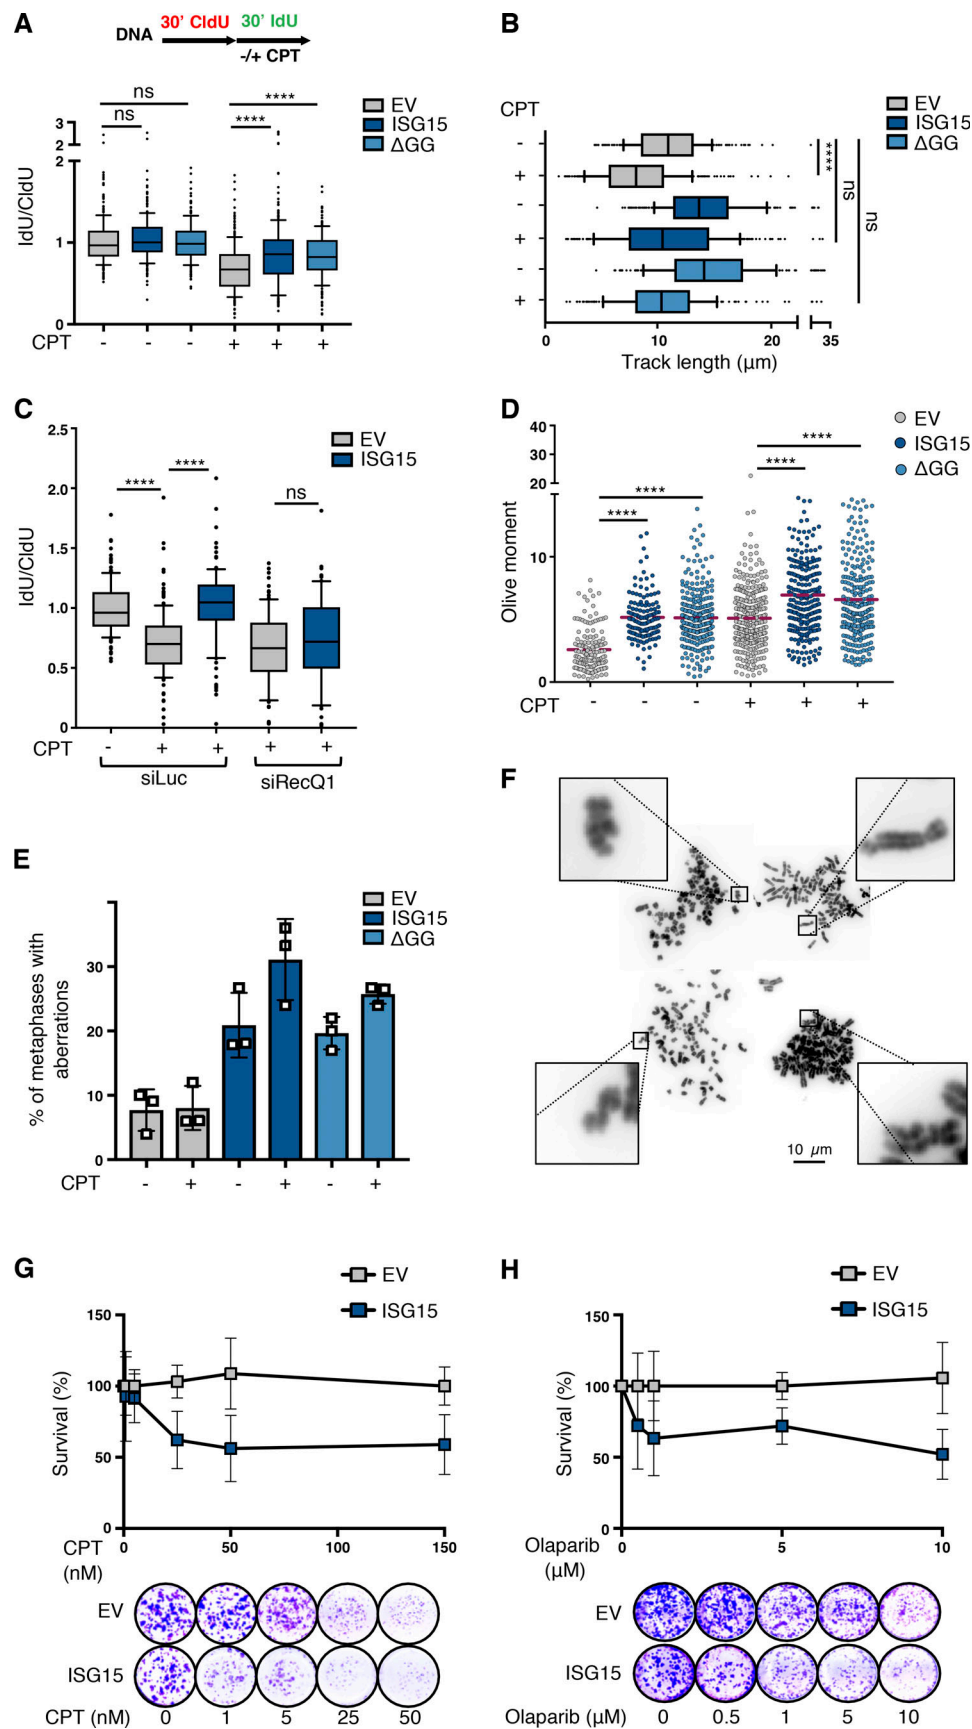 A
30' CldU 30' IdU
DNA
-/+ CPT
ns
ns
****
****
EV
ISG15
ΔGG
3
2
2
1
0
IdU/CldU
CPT - - - + + +
B
CPT
EV
ISG15
ΔGG
-
+
-
+
-
+
****
ns
ns
0 10 20 35
Track length (μm)
C
2.5
2.0
1.5
1.0
0.5
0
IdU/CldU
****
****
ns
EV
ISG15
CPT - + + + +
siLuc siRecQ1
D
40
30
20
10
0
Olive moment
****
****
****
****
EV
ISG15
ΔGG
CPT - - - + + +
E
EV
ISG15
ΔGG
30
20
10
0
% of metaphases with
aberrations
CPT - + - + - +
F
10 μm
G
EV
ISG15
150
100
50
0
Survival (%)
CPT 0 50 100 150
(nM)
EV
ISG15
CPT (nM) 0 1 5 25 50
H
EV
ISG15
150
100
50
0
Survival (%)
Olaparib 0 5 10
(μM)
EV
ISG15
Olaparib (μM) 0 0.5 1 5 10